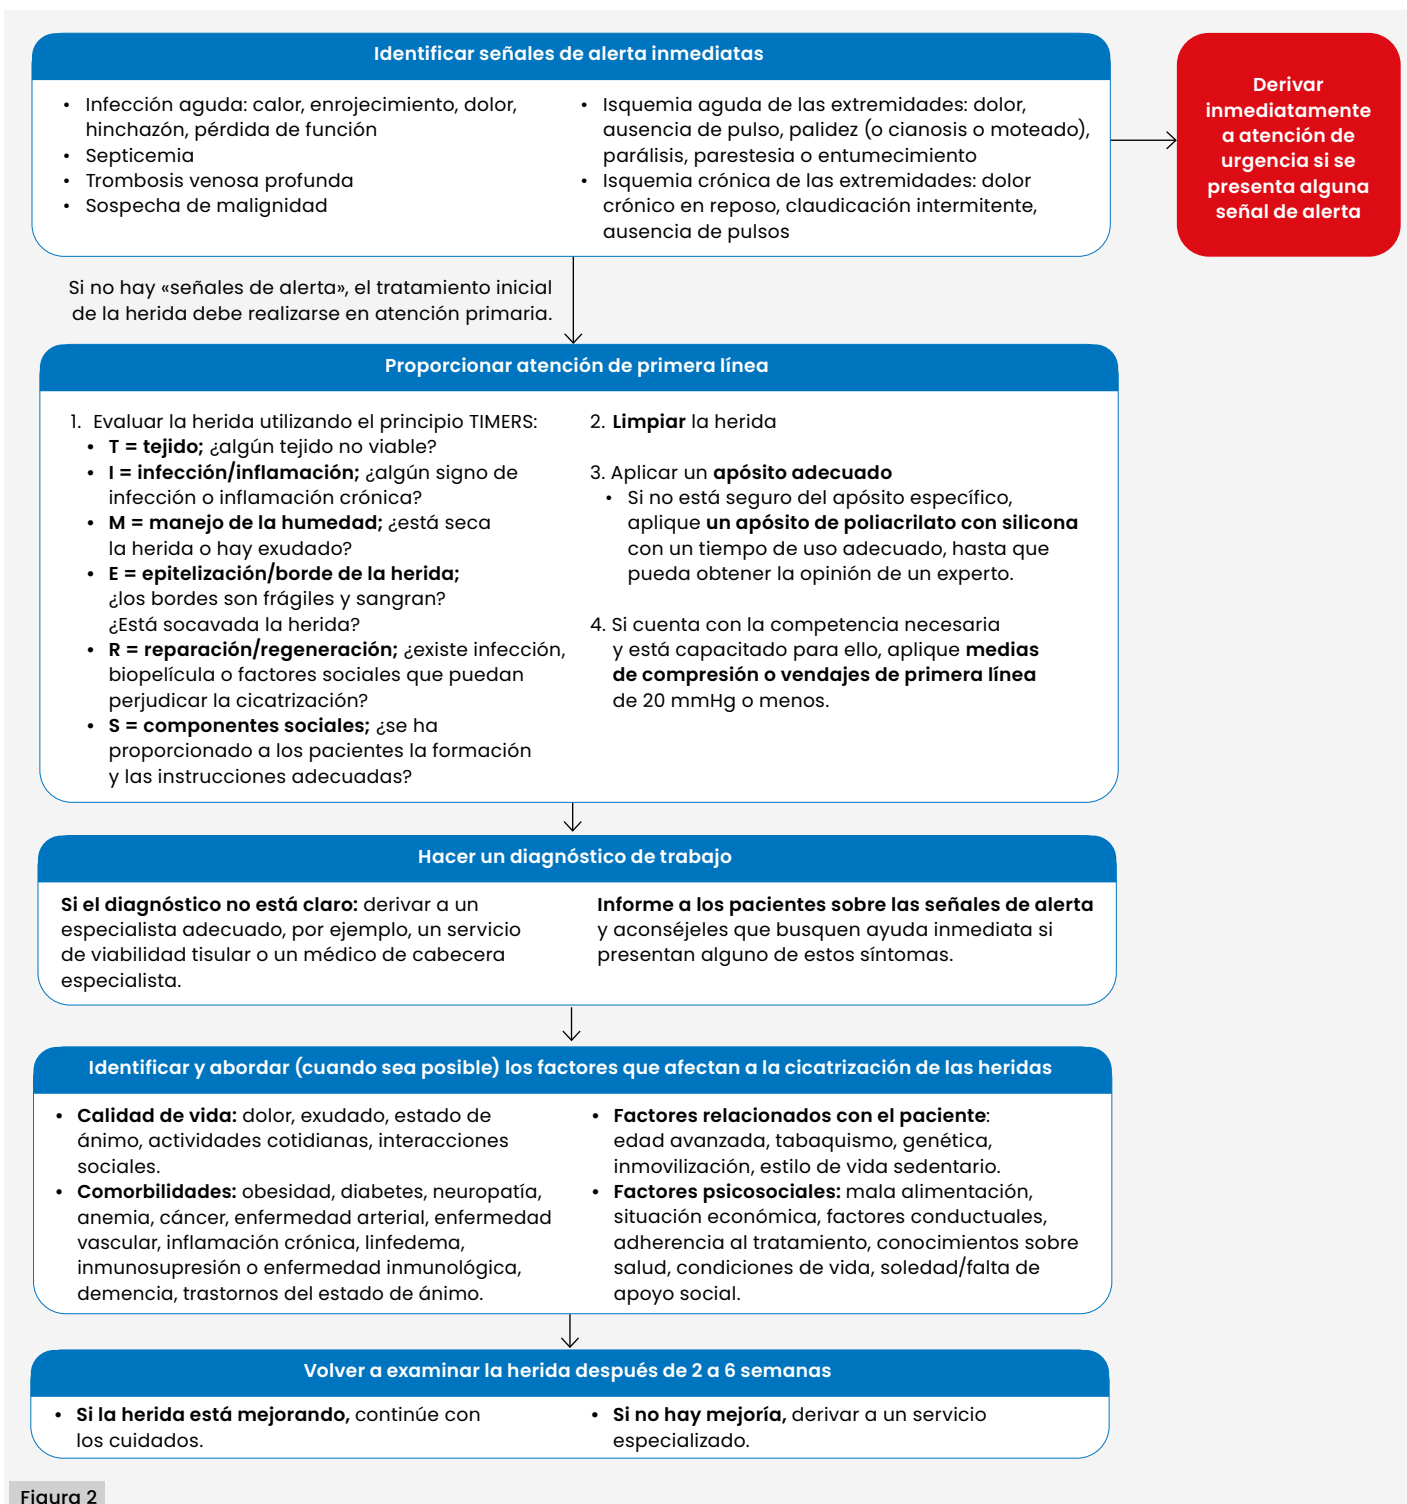 Identificar señales de alerta inmediatas
• Infección aguda: calor, enrojecimiento, dolor,
hinchazón, pérdida de función
• Septicemia
• Trombosis venosa profunda
• Sospecha de malignidad
• Isquemia aguda de las extremidades: dolor,
ausencia de pulso, palidez (o cianosis o moteado),
parálisis, parestesia o entumecimiento
• Isquemia crónica de las extremidades: dolor
crónico en reposo, claudicación intermitente,
ausencia de pulsos
Derivar
inmediatamente
a atención de
urgencia si se
presenta alguna
señal de alerta
Si no hay «señales de alerta», el tratamiento inicial
de la herida debe realizarse en atención primaria.
Proporcionar atención de primera línea
1. Evaluar la herida utilizando el principio TIMERS:
• T = tejido; ¿algún tejido no viable?
• I = infección/inflamación; ¿algún signo de
infección o inflamación crónica?
• M = manejo de la humedad; ¿está seca
la herida o hay exudado?
• E = epitelización/borde de la herida;
¿los bordes son frágiles y sangran?
¿Está socavada la herida?
• R = reparación/regeneración; ¿existe infección,
biopelícula o factores sociales que puedan
perjudicar la cicatrización?
• S = componentes sociales; ¿se ha
proporcionado a los pacientes la formación
y las instrucciones adecuadas?
2. Limpiar la herida
3. Aplicar un apósito adecuado
• Si no está seguro del apósito específico,
aplique un apósito de poliacrilato con silicona
con un tiempo de uso adecuado, hasta que
pueda obtener la opinión de un experto.
4. Si cuenta con la competencia necesaria
y está capacitado para ello, aplique medias
de compresión o vendajes de primera línea
de 20 mmHg o menos.
Hacer un diagnóstico de trabajo
Si el diagnóstico no está claro: derivar a un
especialista adecuado, por ejemplo, un servicio
de viabilidad tisular o un médico de cabecera
especialista.
Informe a los pacientes sobre las señales de alerta
y aconséjeles que busquen ayuda inmediata si
presentan alguno de estos síntomas.
Identificar y abordar (cuando sea posible) los factores que afectan a la cicatrización de las heridas
• Calidad de vida: dolor, exudado, estado de
ánimo, actividades cotidianas, interacciones
sociales.
• Comorbilidades: obesidad, diabetes, neuropatía,
anemia, cáncer, enfermedad arterial, enfermedad
vascular, inflamación crónica, linfedema,
inmunosupresión o enfermedad inmunológica,
demencia, trastornos del estado de ánimo.
• Factores relacionados con el paciente:
edad avanzada, tabaquismo, genética,
inmovilización, estilo de vida sedentario.
• Factores psicosociales: mala alimentación,
situación económica, factores conductuales,
adherencia al tratamiento, conocimientos sobre
salud, condiciones de vida, soledad/falta de
apoyo social.
Volver a examinar la herida después de 2 a 6 semanas
• Si la herida está mejorando, continúe con
los cuidados.
• Si no hay mejoría, derivar a un servicio
especializado.
Figura 2